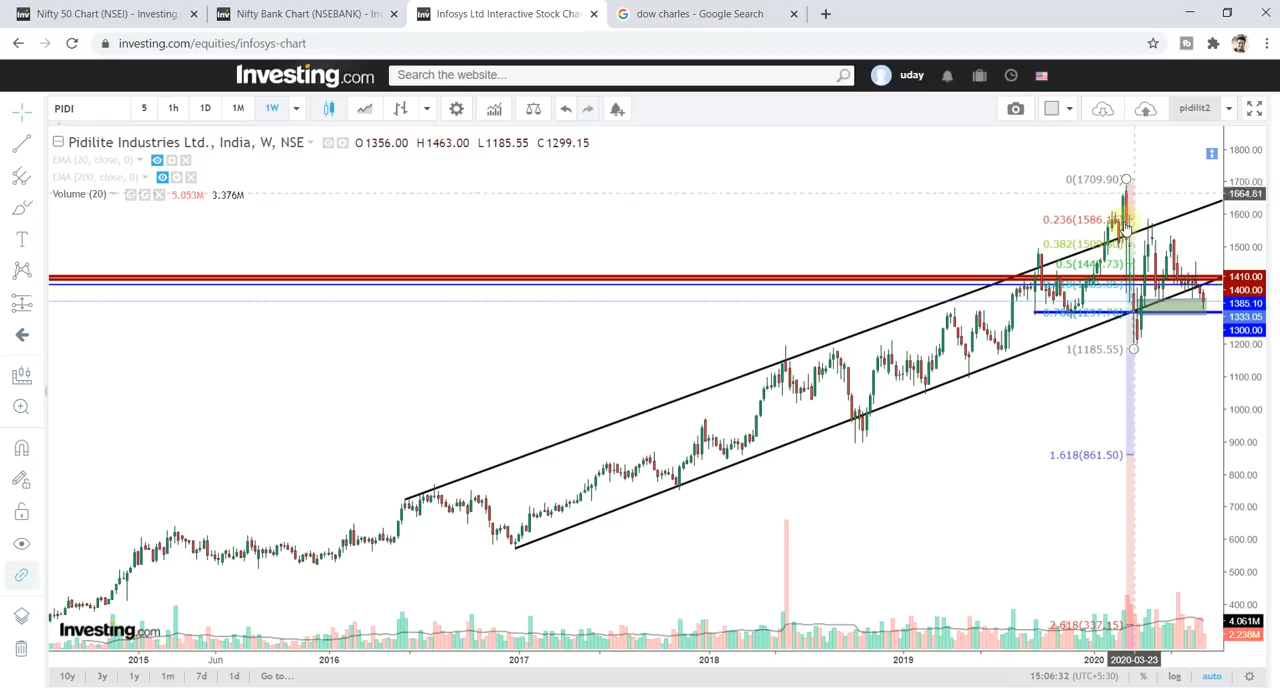 Nifty 50 Chart (NSEI) - Investing.
Nifty Bank Chart (NSEBANK) - Inv
Infosys Ltd Interactive Stock Cha
dow charles - Google Search
investing.com/equities/infosys-chart
Investing.com
Search the website...
uday
PIDI
5
1h
1D
1M
1W
pidilit2
Pidilite Industries Ltd., India, W, NSE
O1356.00 H1463.00 L1185.55 C1299.15
EMA (20, close, 0)
EMA (200, close, 0)
Volume (20)
5.053M 3.376M
0(1709.90)
0.236(1586.
0.382(150
0.5(1447.73)
1(1185.55)
1.618(861.50)
2.618(337.15)
1800.00
1700.00
1664.81
1600.00
1500.00
1410.00
1400.00
1385.10
1333.05
1300.00
1200.00
1100.00
1000.00
900.00
800.00
700.00
600.00
500.00
400.00
4.061M
2.238M
Investing.com
2015 Jun 2016 2017 2018 2019 2020 2020-03-23
10y 3y 1y 1m 7d 1d Go to...
15:06:32 (UTC+5:30) % log auto